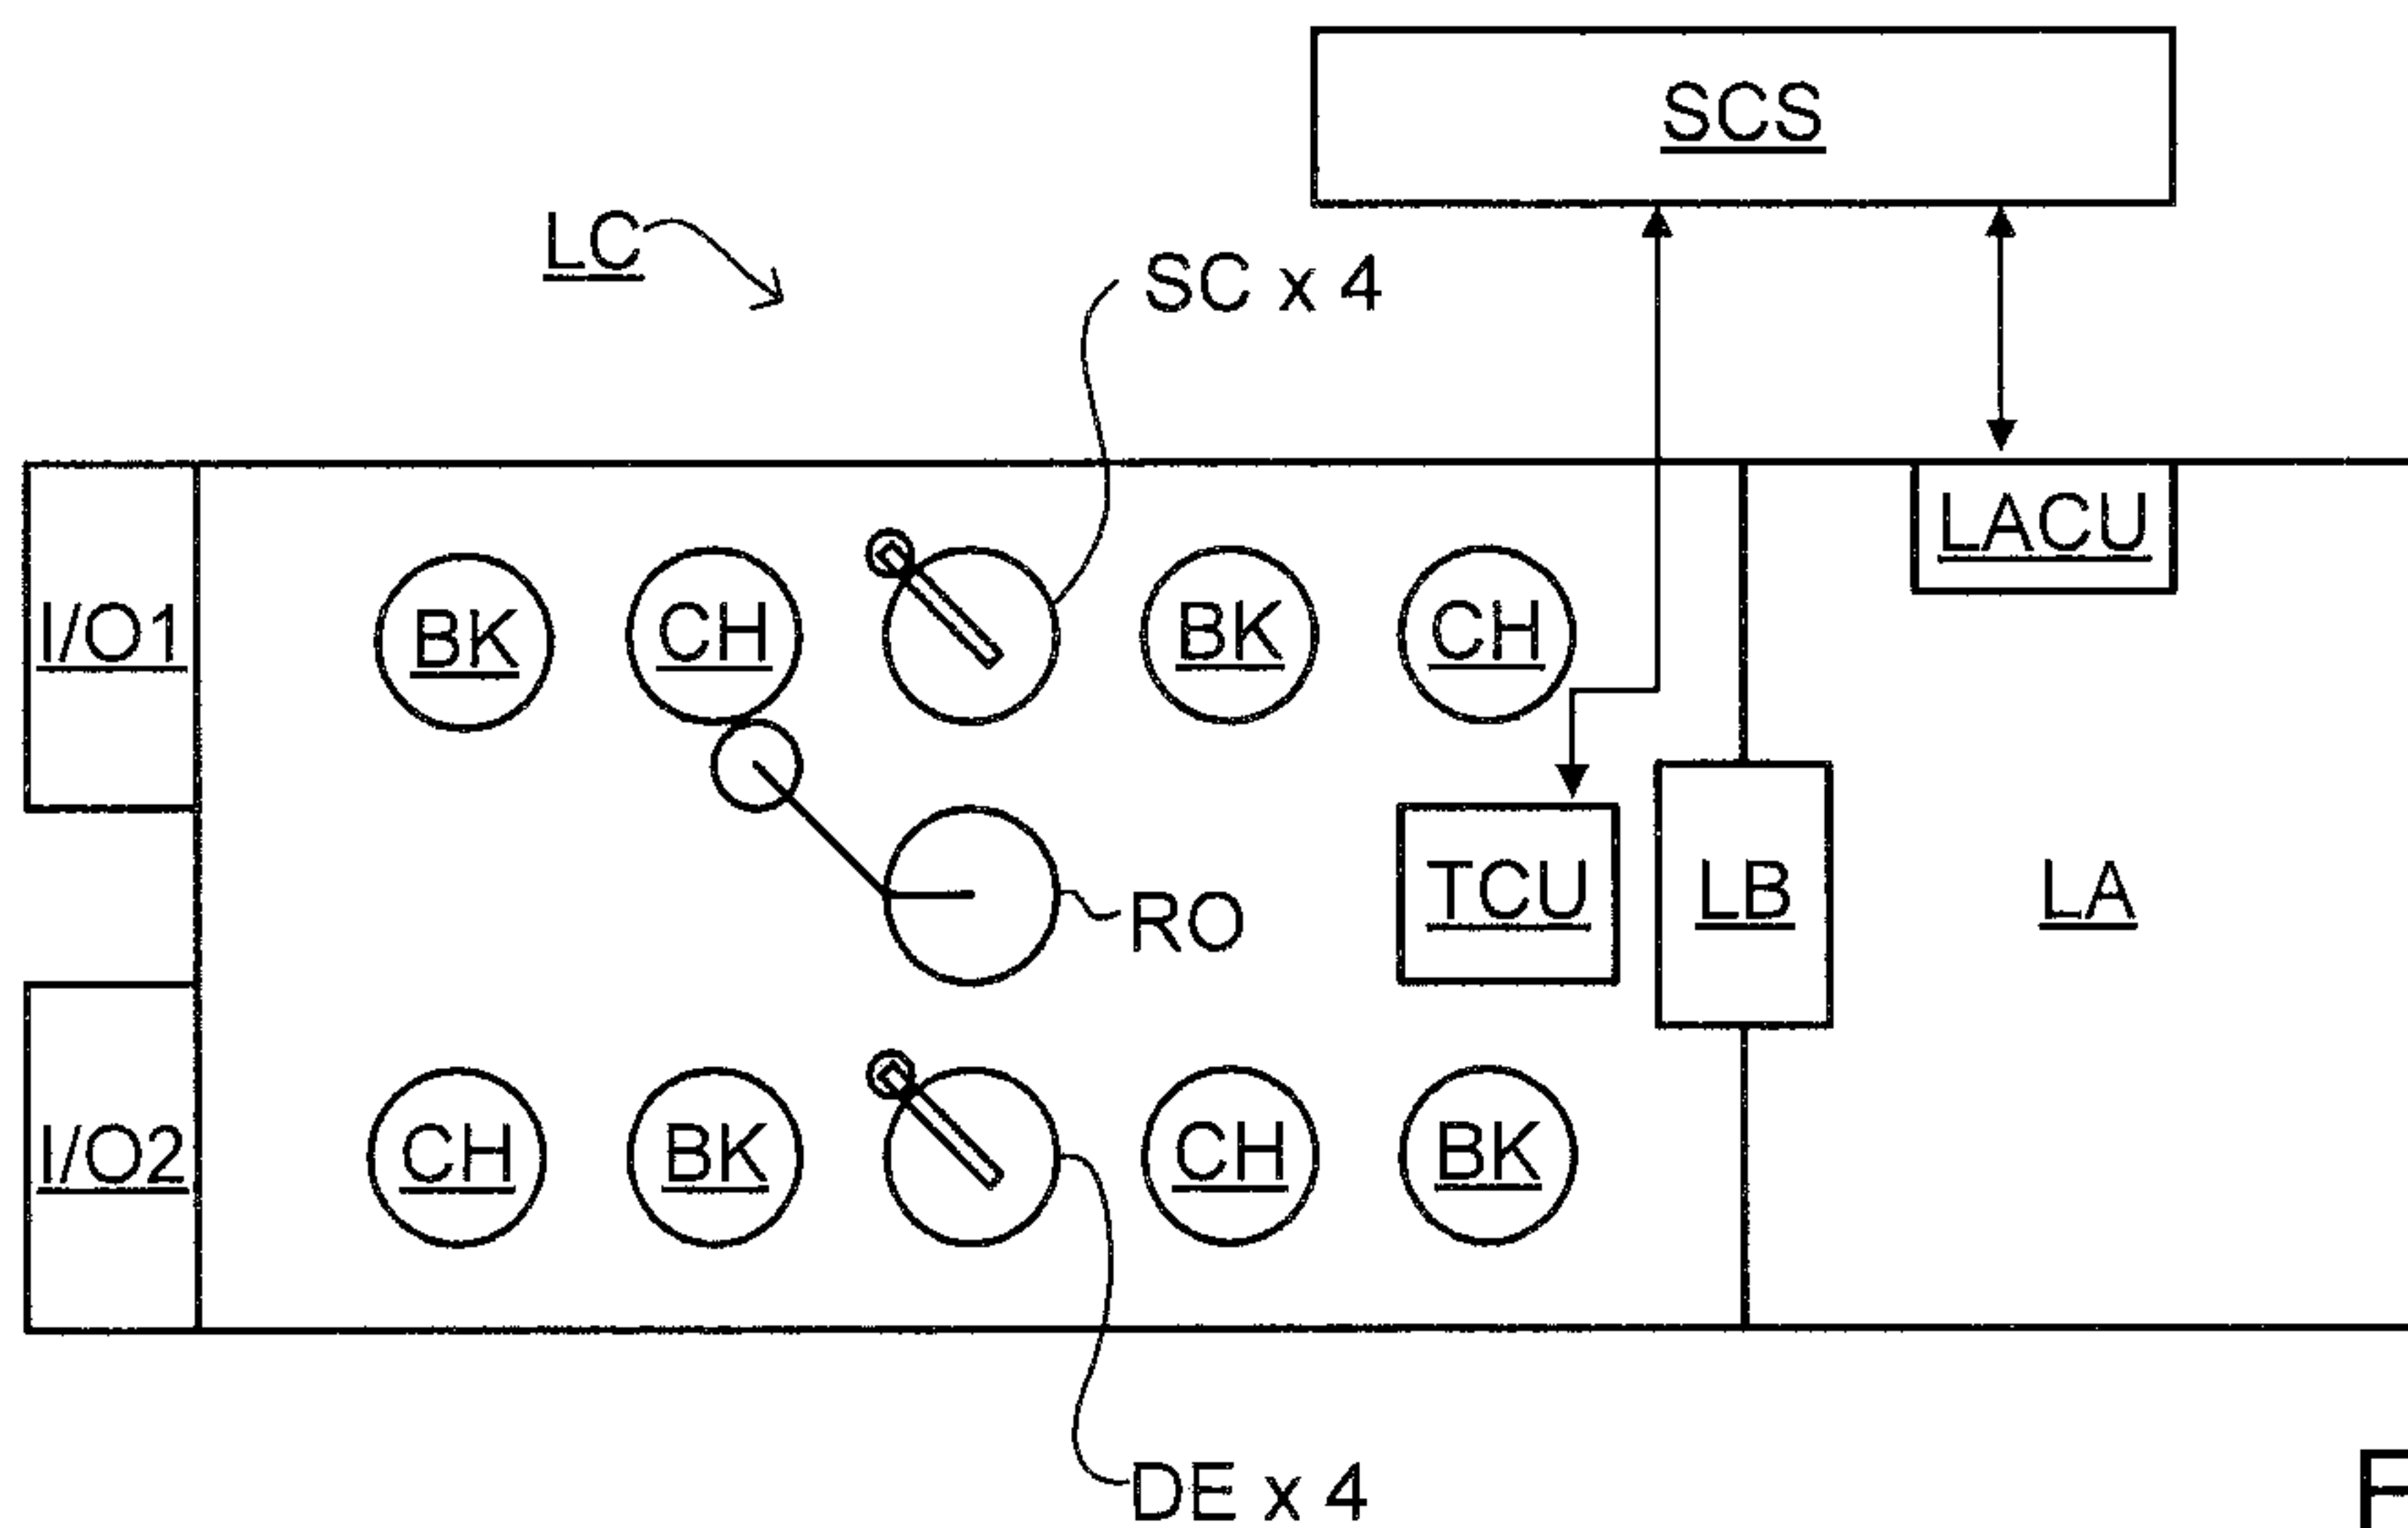 SCS
LC
SC x 4
LACU
I/O1
BK
CH
BK
CH
TCU
LB
LA
RO
I/O2
CH
BK
CH
BK
DE x 4
F